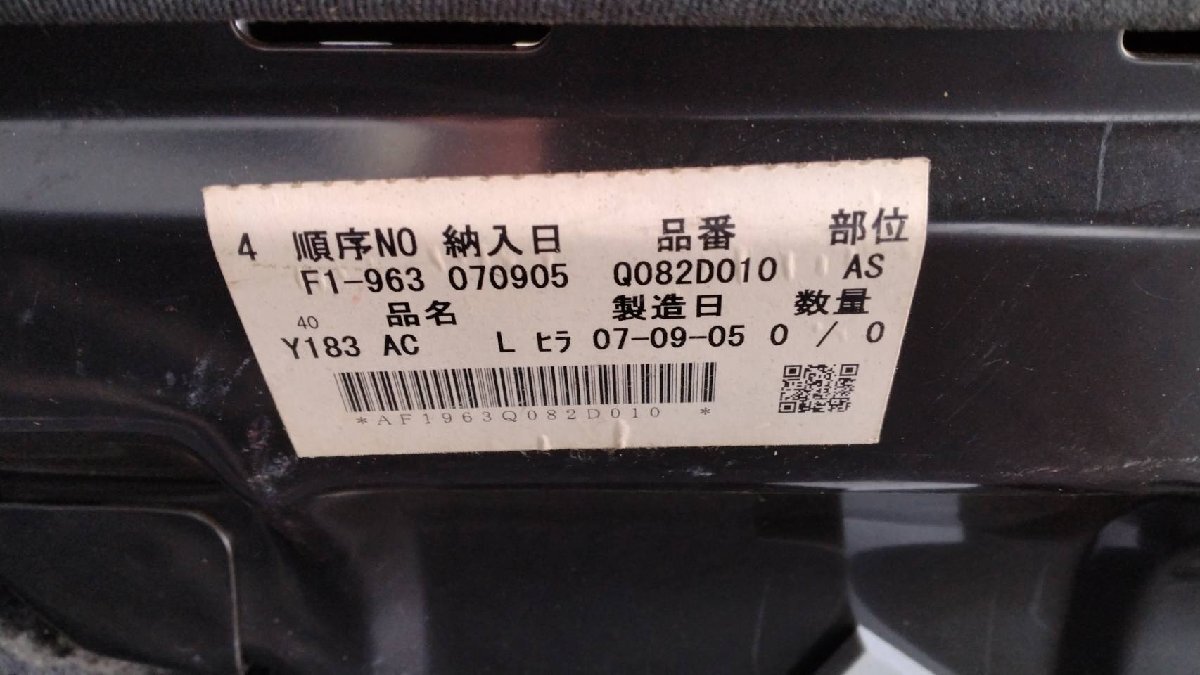 4 順序NO 納入日 品番 部位
F1-963 070905 Q082D010 AS
40 品名 製造日 数量
Y183 AC L ﾋﾗ 07-09-05 0 / 0
*AF1963Q082D010 *